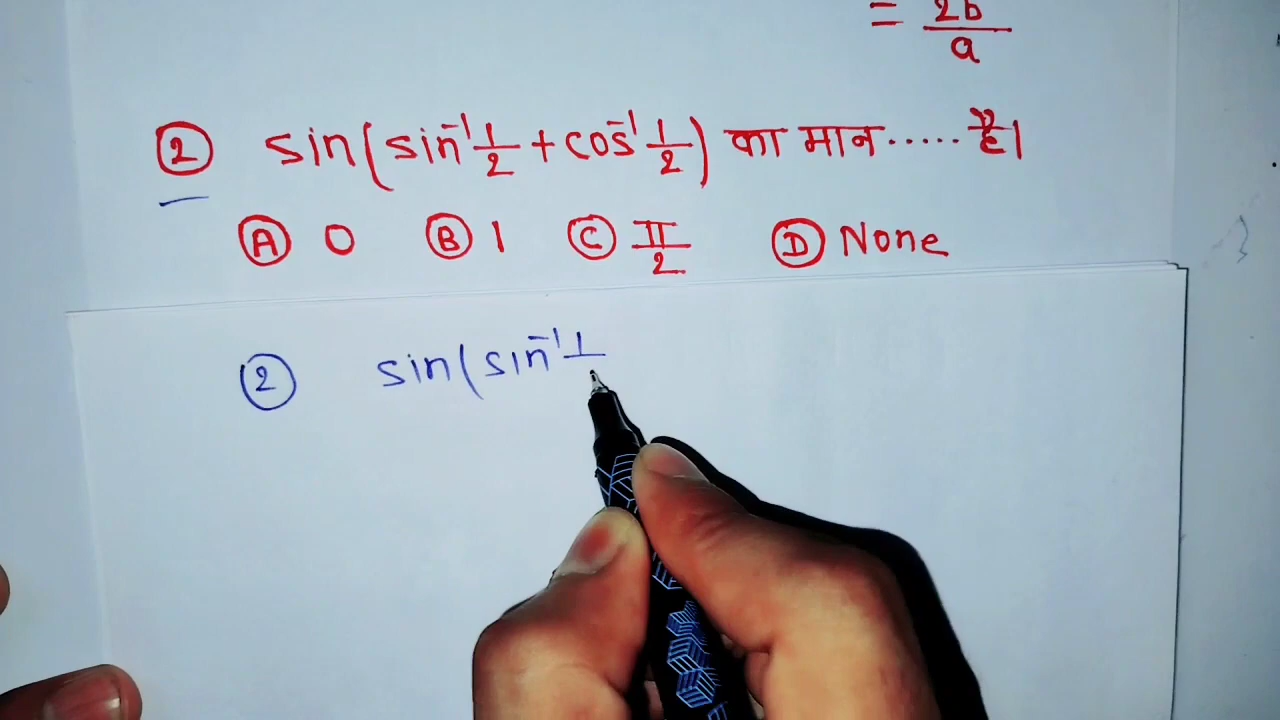 = 2b/a
② sin(sin⁻¹ 1/2 + cos⁻¹ 1/2) का मान ..... है।
Ⓐ 0 Ⓑ 1 Ⓒ π/2 Ⓓ None
② sin(sin⁻¹ 1/